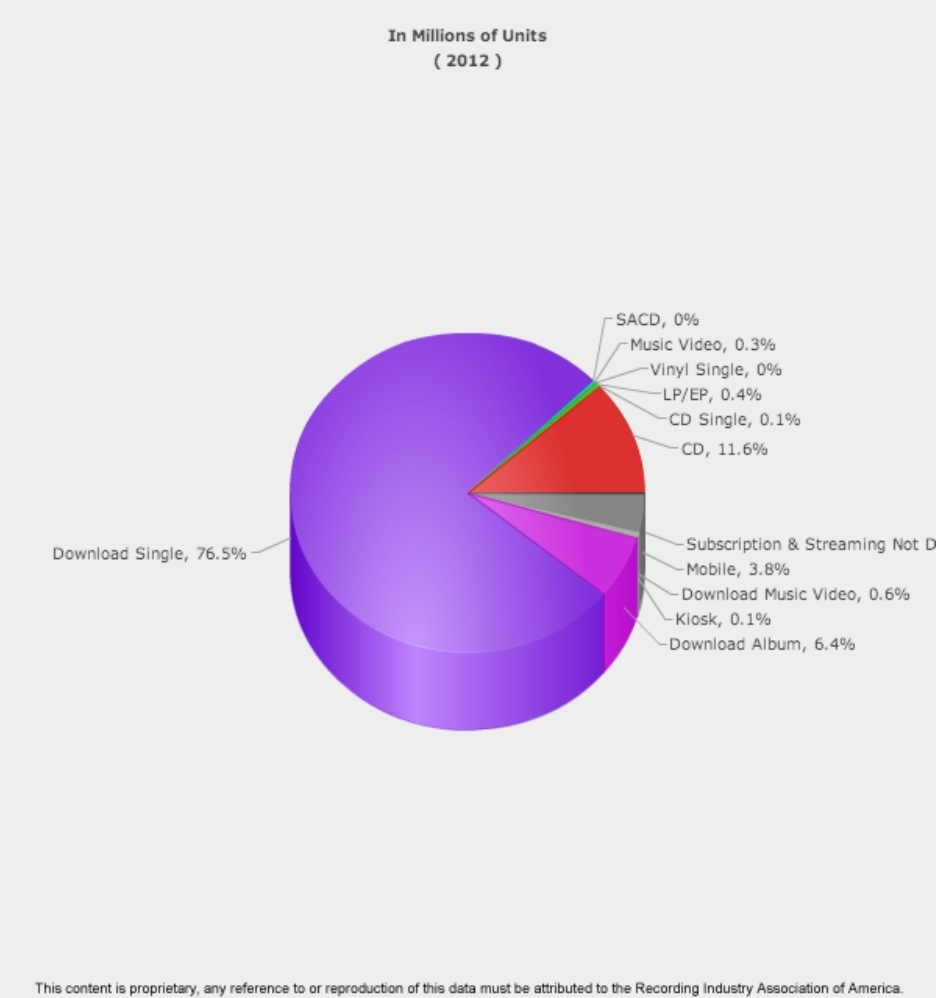 In Millions of Units
( 2012 )
SACD, 0%
Music Video, 0.3%
Vinyl Single, 0%
LP/EP, 0.4%
CD Single, 0.1%
CD, 11.6%
Subscription & Streaming Not D
Download Single, 76.5%
Mobile, 3.8%
Download Music Video, 0.6%
Kiosk, 0.1%
Download Album, 6.4%
This content is proprietary, any reference to or reproduction of this data must be attributed to the Recording Industry Association of America.